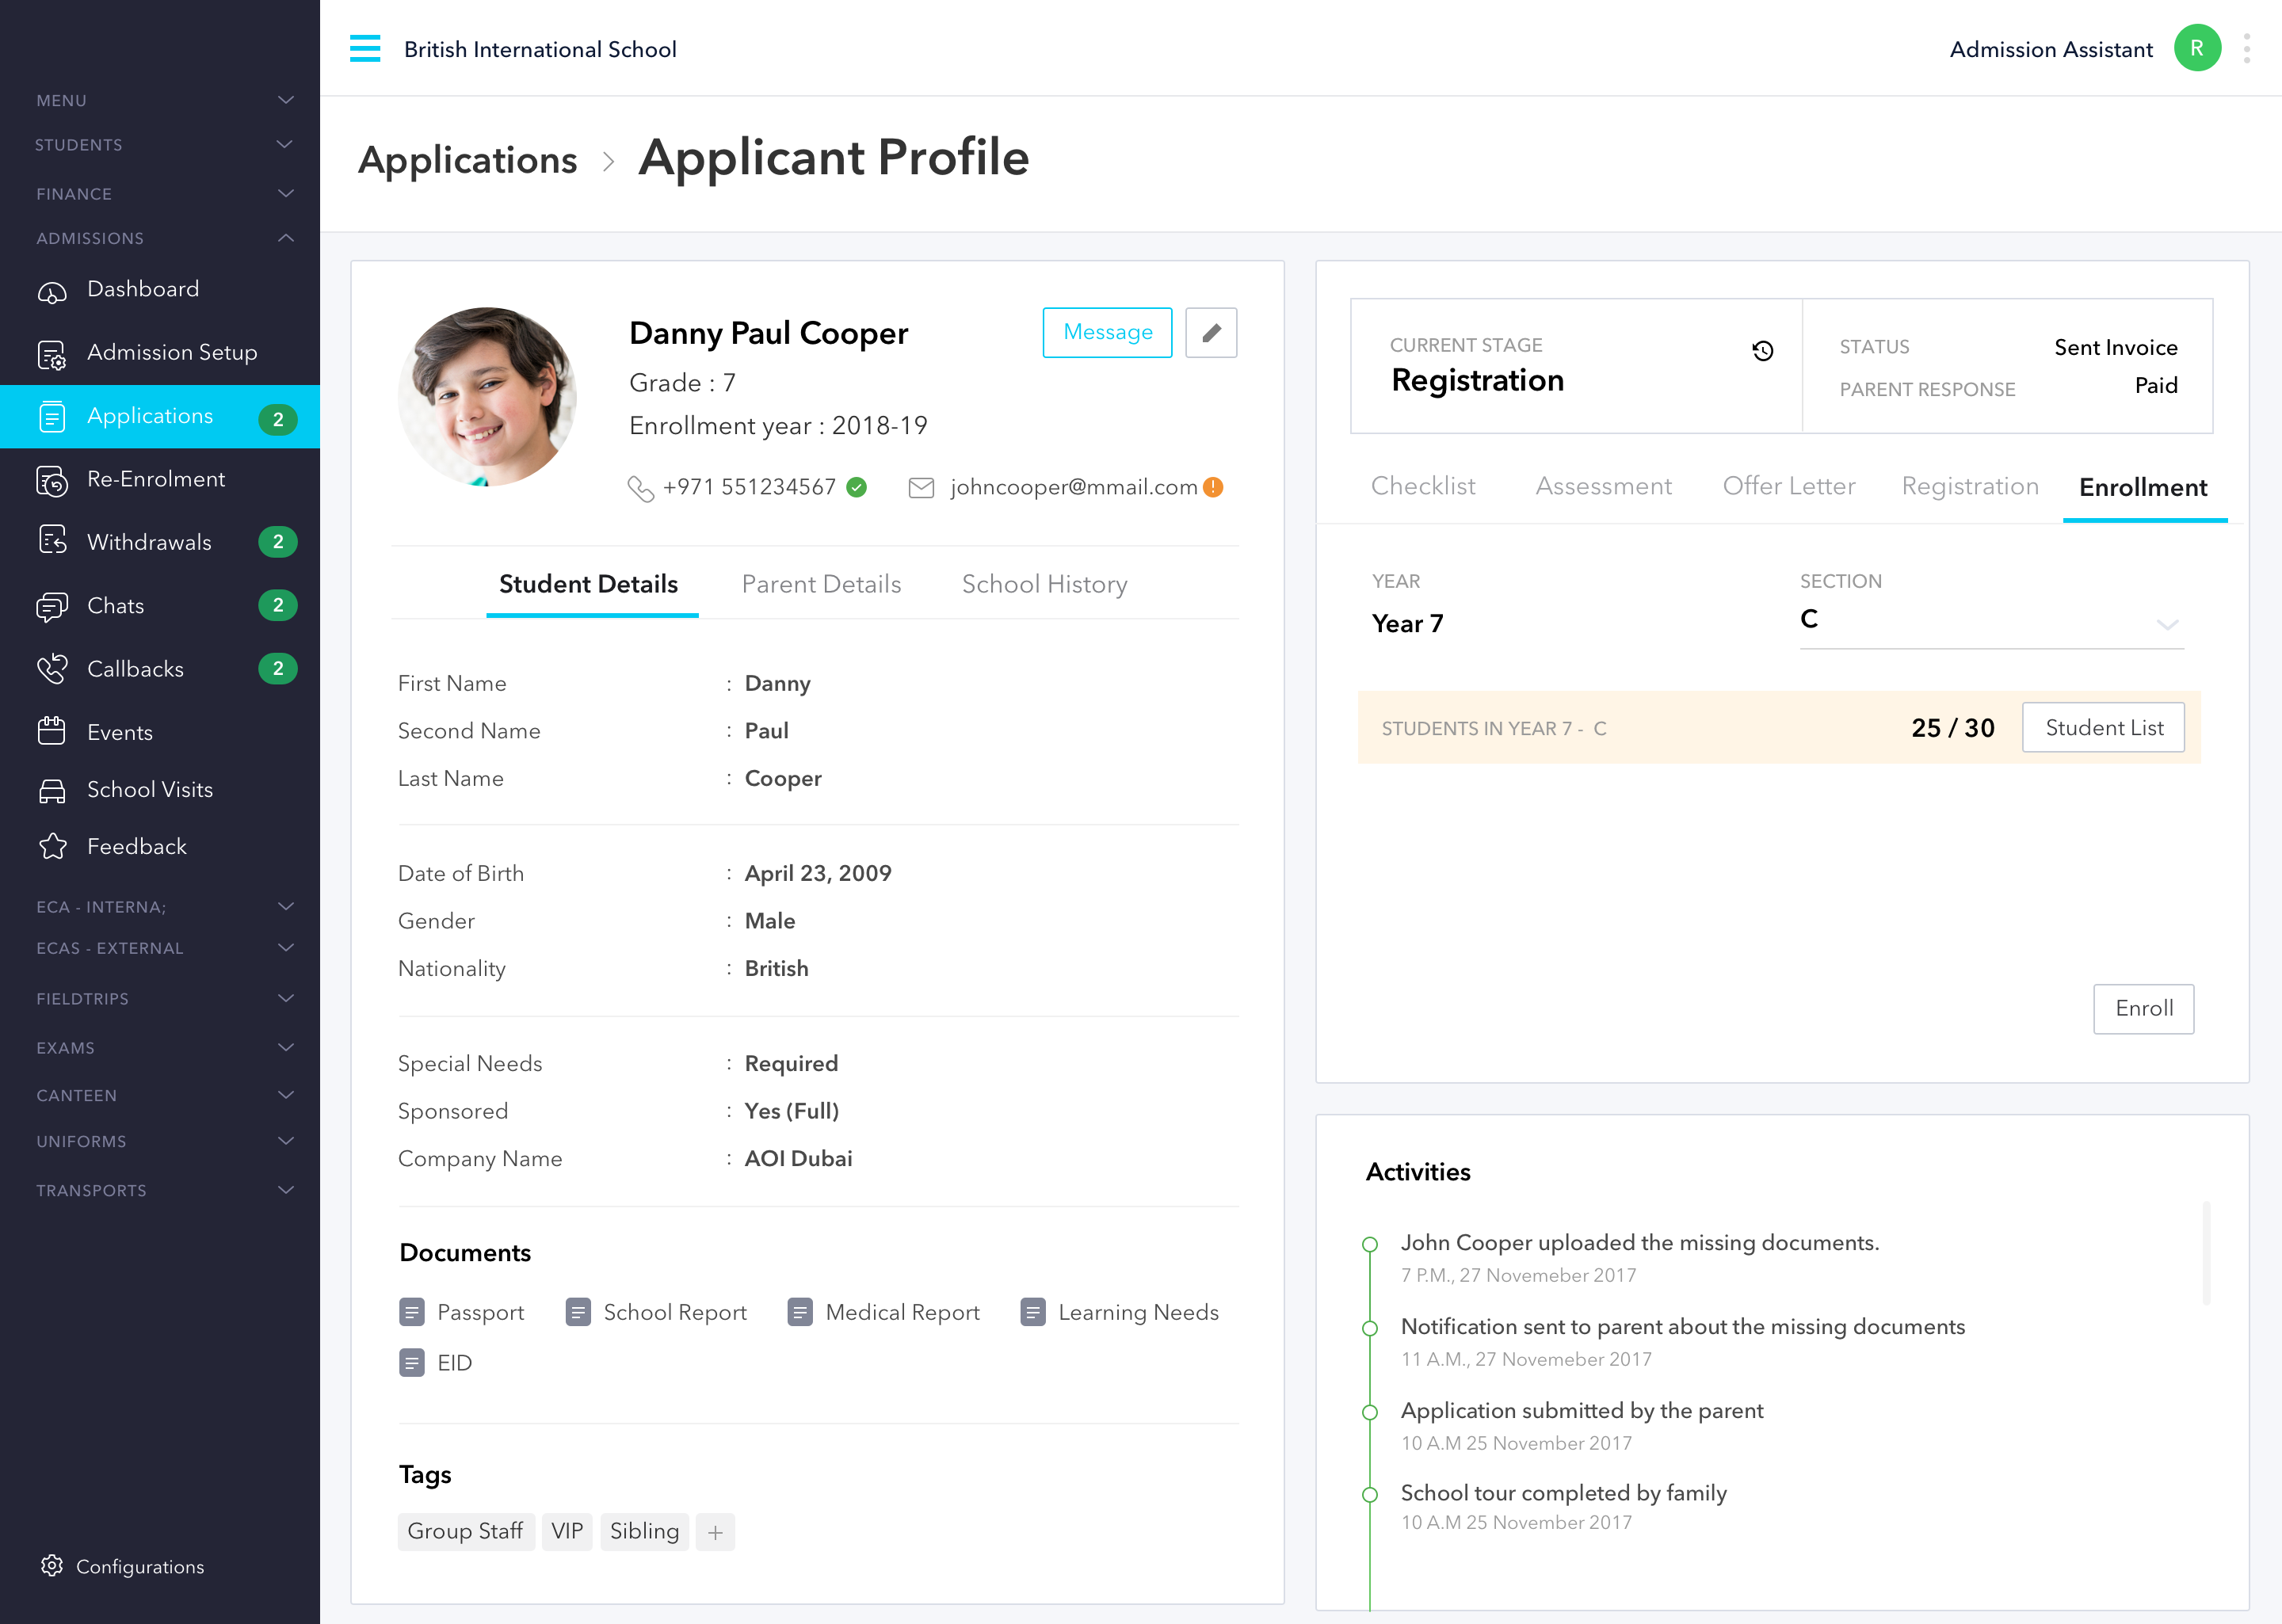 British International School
Admission Assistant
R
MENU
STUDENTS
FINANCE
ADMISSIONS
Dashboard
Admission Setup
Applications 2
Re-Enrolment
Withdrawals 2
Chats 2
Callbacks 2
Events
School Visits
Feedback
ECA - INTERNA;
ECAS - EXTERNAL
FIELDTRIPS
EXAMS
CANTEEN
UNIFORMS
TRANSPORTS
Configurations
Applications > Applicant Profile
Danny Paul Cooper
Message
Grade : 7
Enrollment year : 2018-19
+971 551234567
johncooper@mmail.com
Student Details Parent Details School History
First Name : Danny
Second Name : Paul
Last Name : Cooper
Date of Birth : April 23, 2009
Gender : Male
Nationality : British
Special Needs : Required
Sponsored : Yes (Full)
Company Name : AOI Dubai
Documents
Passport School Report Medical Report Learning Needs
EID
Tags
Group Staff VIP Sibling +
CURRENT STAGE
Registration
STATUS Sent Invoice
PARENT RESPONSE Paid
Checklist Assessment Offer Letter Registration Enrollment
YEAR
Year 7
SECTION
C
STUDENTS IN YEAR 7 - C 25 / 30 Student List
Enroll
Activities
John Cooper uploaded the missing documents.
7 P.M., 27 Novemeber 2017
Notification sent to parent about the missing documents
11 A.M., 27 Novemeber 2017
Application submitted by the parent
10 A.M 25 November 2017
School tour completed by family
10 A.M 25 November 2017